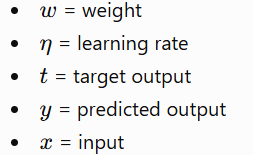 • w = weight
• η = learning rate
• t = target output
• y = predicted output
• x = input